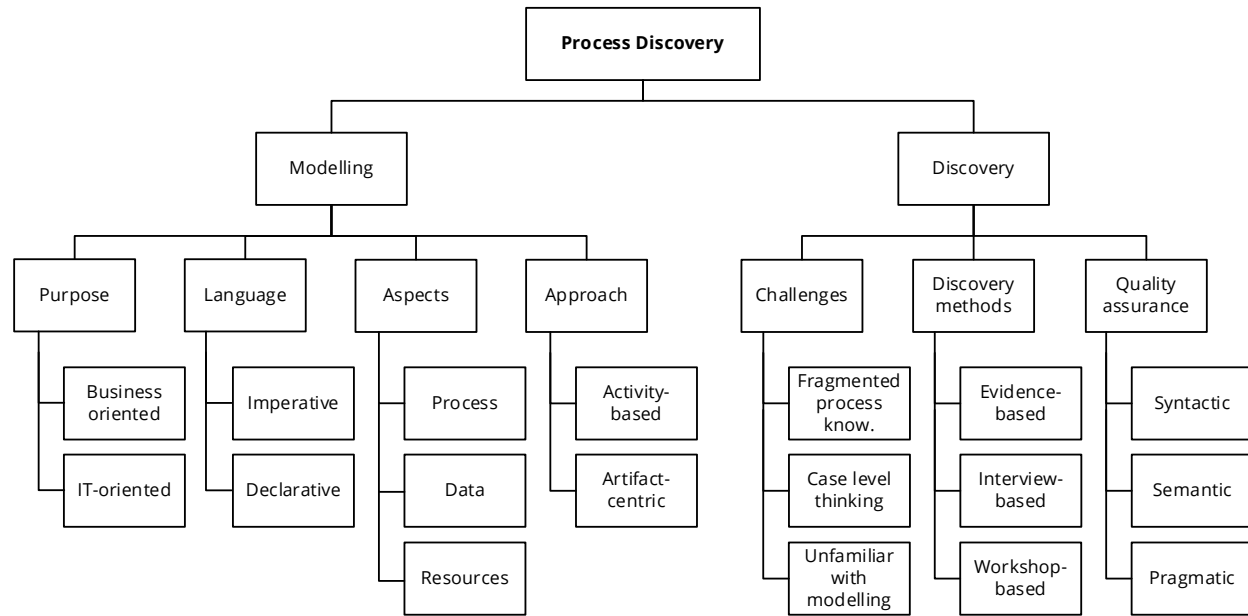 Process Discovery
Modelling
Discovery
Purpose
Language
Aspects
Approach
Challenges
Discovery
methods
Quality
assurance
Business
oriented
Imperative
Process
Activity-
based
Fragmented
process
know.
Evidence-
based
Syntactic
IT-oriented
Declarative
Data
Artifact-
centric
Case level
thinking
Interview-
based
Semantic
Resources
Unfamiliar
with
modelling
Workshop-
based
Pragmatic